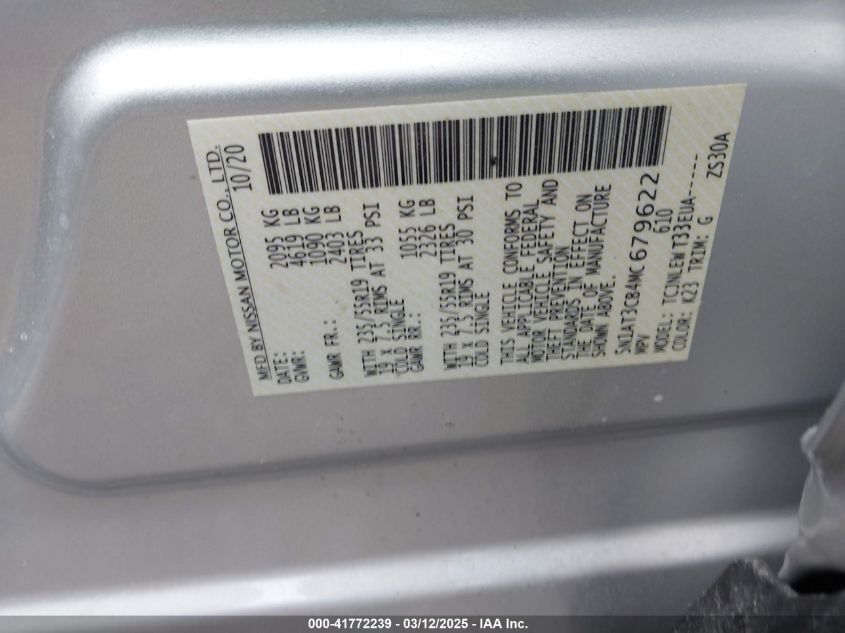 MFD BY NISSAN MOTOR CO., LTD.
DATE: 10/20
GVWR: 2095 KG
4619 LB
GAWR FR.: 1090 KG
2403 LB
WITH 235/55R19 TIRES
19 X 7.5 RIMS AT 33 PSI
COLD SINGLE
GAWR RR.: 1055 KG
2326 LB
WITH 235/55R19 TIRES
19 X 7.5 RIMS AT 30 PSI
COLD SINGLE
THIS VEHICLE CONFORMS TO
ALL APPLICABLE FEDERAL
MOTOR VEHICLE SAFETY AND
THEFT PREVENTION
STANDARDS IN EFFECT ON
THE DATE OF MANUFACTURE
SHOWN ABOVE.
5N1AT3CB4MC679622
MPV 610
MODEL: TC1NLEW T33EUA------
COLOR: K23 TRIM: G ZS30A
000-41772239 - 03/12/2025 - IAA Inc.